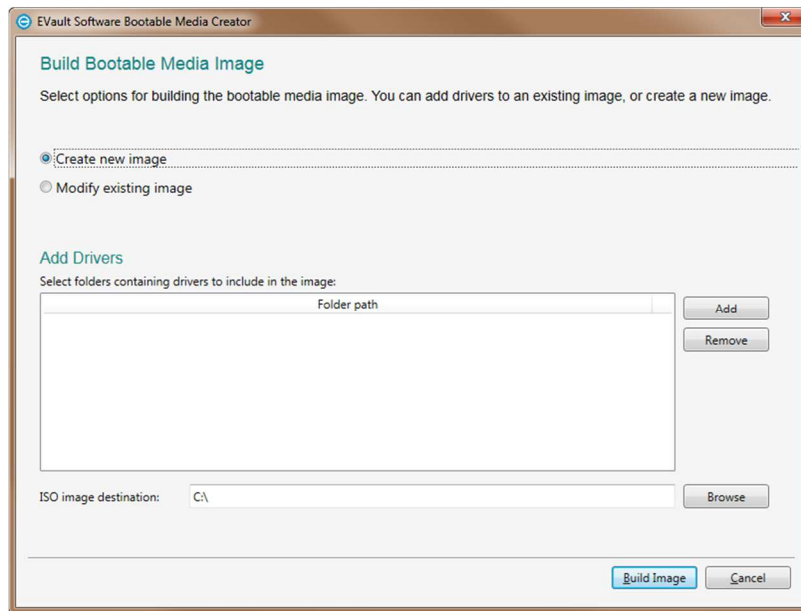 EVault Software Bootable Media Creator
Build Bootable Media Image
Select options for building the bootable media image. You can add drivers to an existing image, or create a new image.
Create new image
Modify existing image
Add Drivers
Select folders containing drivers to include in the image:
Folder path
Add
Remove
ISO image destination:
C:\
Browse
Build Image
Cancel